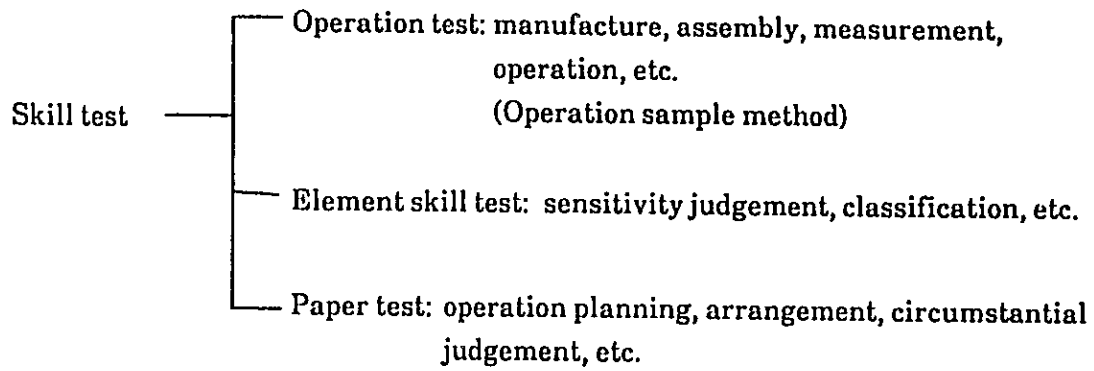 Operation test: manufacture, assembly, measurement,
operation, etc.
Skill test
(Operation sample method)
Element skill test: sensitivity judgement, classification, etc.
Paper test: operation planning, arrangement, circumstantial
judgement, etc.